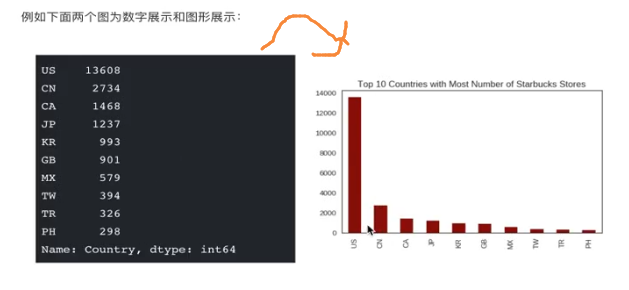 例如下面两个图为数字展示和图形展示：
US 13608
CN 2734
CA 1468
JP 1237
KR 993
GB 901
MX 579
TW 394
TR 326
PH 298
Name: Country, dtype: int64
Top 10 Countries with Most Number of Starbucks Stores
14000
12000
10000
8000
6000
4000
2000
0
US CN CA JP KR GB MX TW TR PH